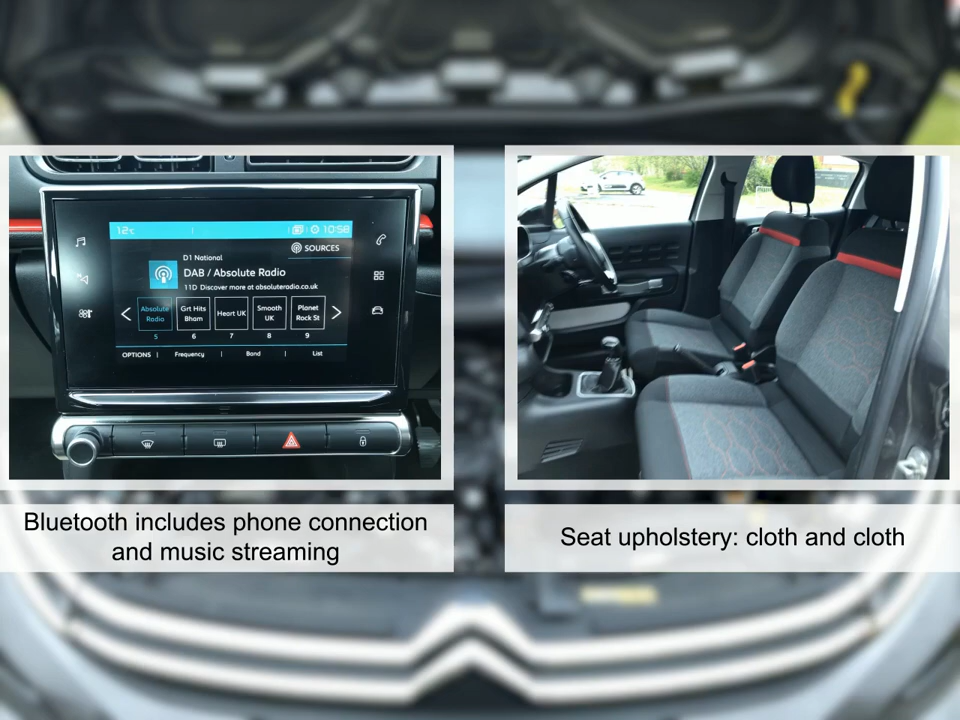 12°C
10:58
SOURCES
D1 National
DAB / Absolute Radio
11D Discover more at absoluteradio.co.uk
Absolute Radio
Grt Hits Bham
Heart UK
Smooth UK
Planet Rock St
5 6 7 8 9
OPTIONS | Frequency | Band | List
Bluetooth includes phone connection
and music streaming
Seat upholstery: cloth and cloth